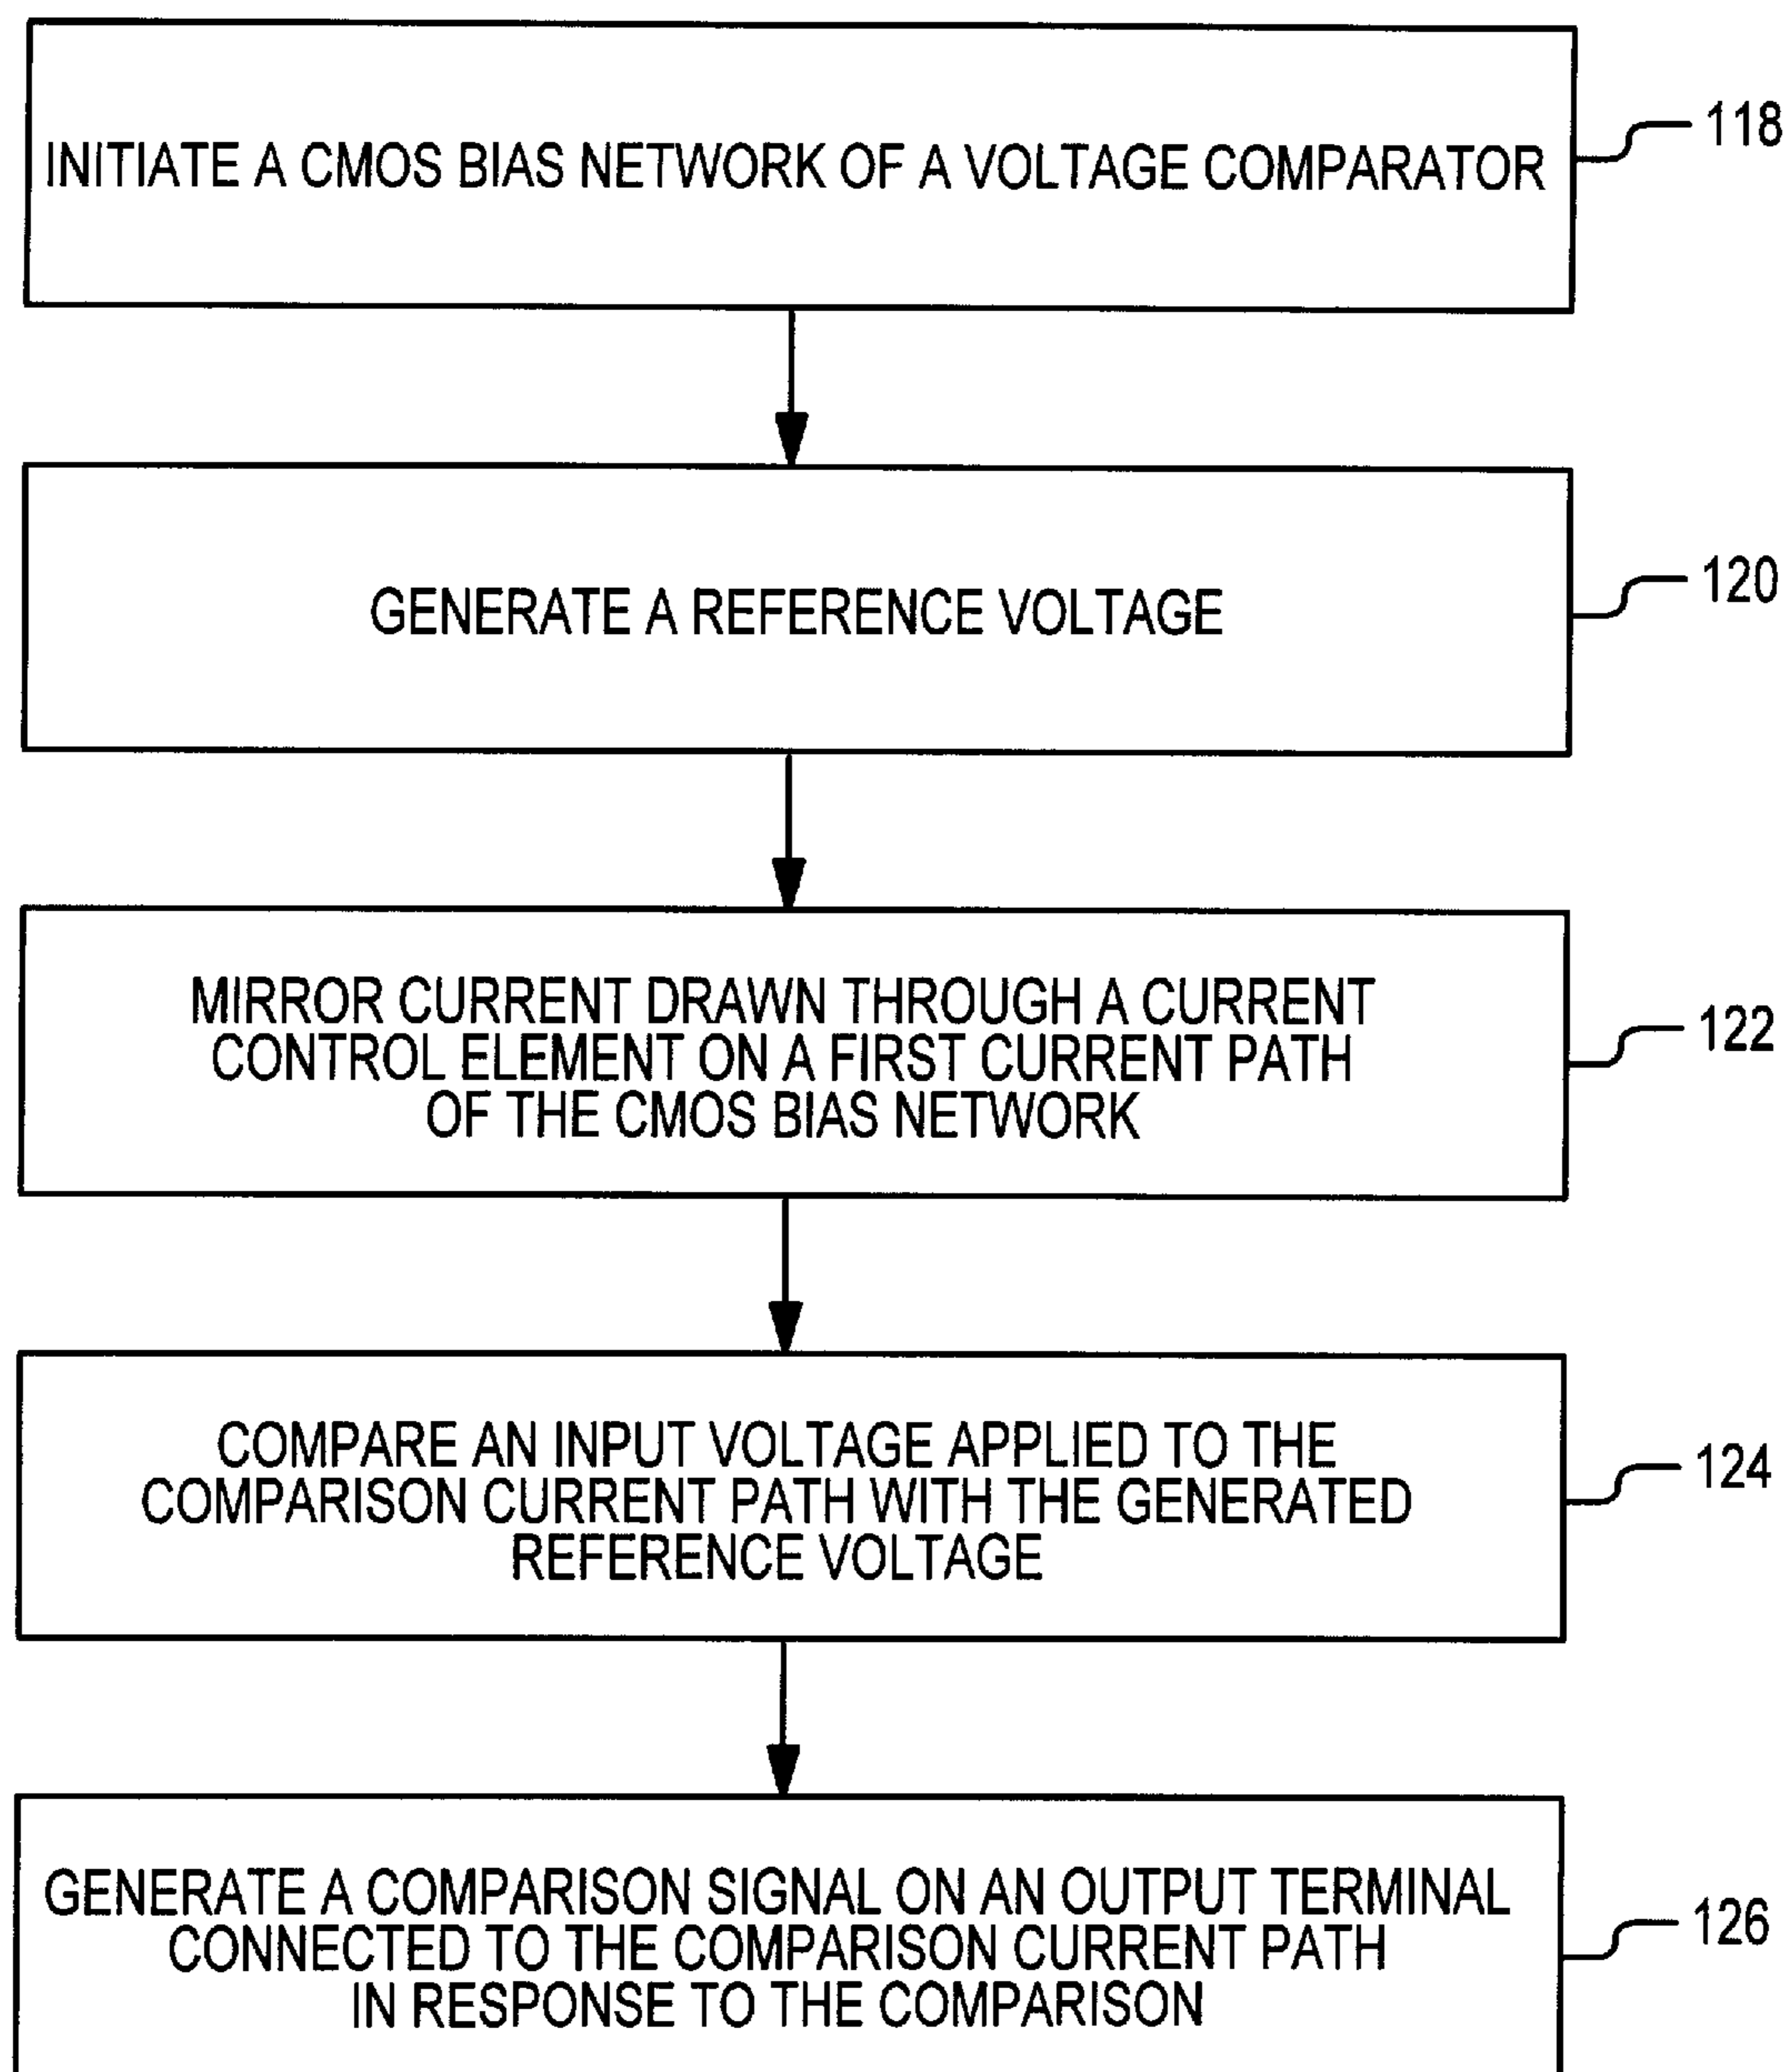 INITIATE A CMOS BIAS NETWORK OF A VOLTAGE COMPARATOR
118
GENERATE A REFERENCE VOLTAGE
120
MIRROR CURRENT DRAWN THROUGH A CURRENT
CONTROL ELEMENT ON A FIRST CURRENT PATH
OF THE CMOS BIAS NETWORK
122
COMPARE AN INPUT VOLTAGE APPLIED TO THE
COMPARISON CURRENT PATH WITH THE GENERATED
REFERENCE VOLTAGE
124
GENERATE A COMPARISON SIGNAL ON AN OUTPUT TERMINAL
CONNECTED TO THE COMPARISON CURRENT PATH
IN RESPONSE TO THE COMPARISON
126